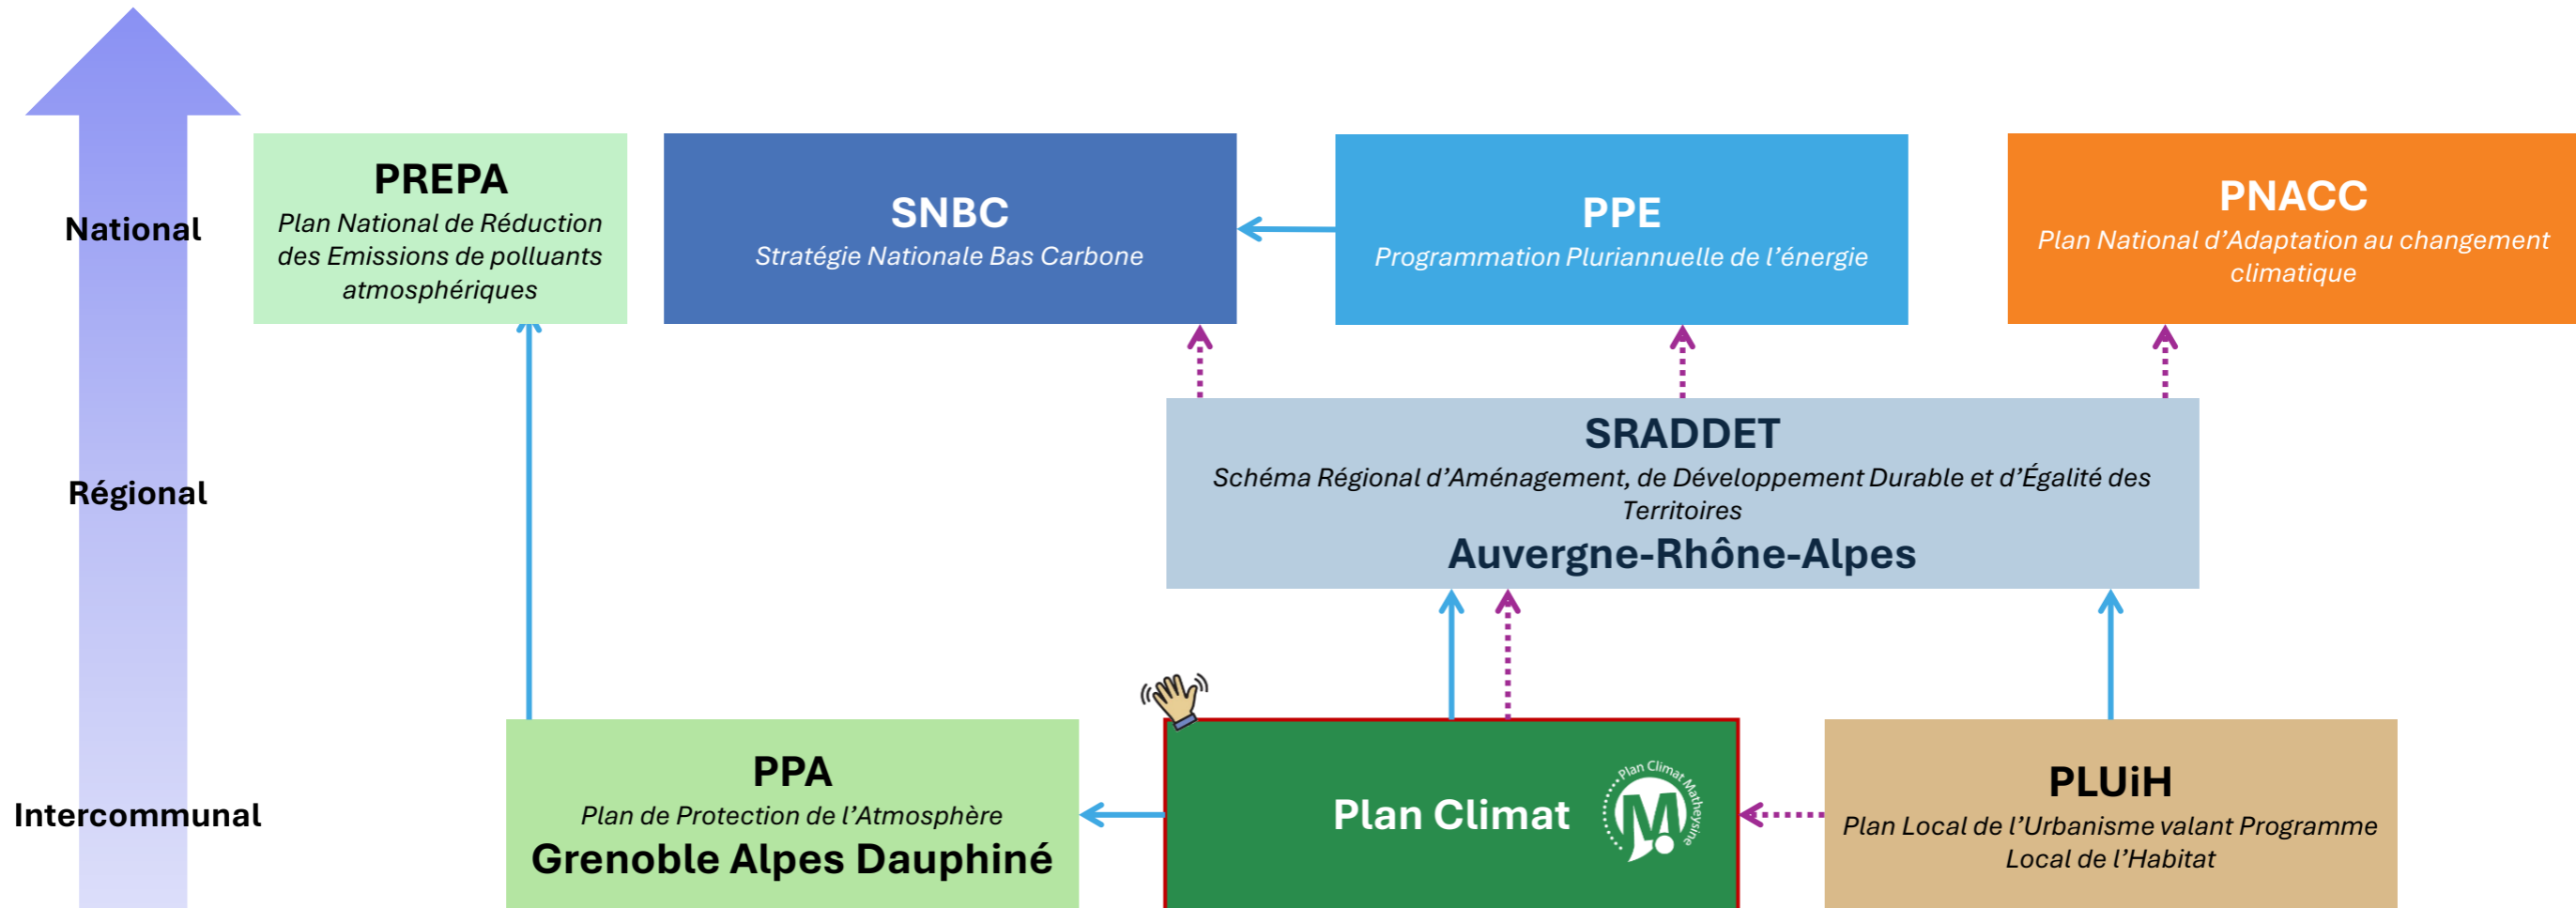 National
PREPA
Plan National de Réduction
des Emissions de polluants
atmosphériques
SNBC
Stratégie Nationale Bas Carbone
PPE
Programmation Pluriannuelle de l’énergie
PNACC
Plan National d’Adaptation au changement
climatique
Régional
SRADDET
Schéma Régional d’Aménagement, de Développement Durable et d’Égalité des
Territoires
Auvergne-Rhône-Alpes
Intercommunal
PPA
Plan de Protection de l’Atmosphère
Grenoble Alpes Dauphiné
Plan Climat
Plan Climat Matheysine
M
PLUiH
Plan Local de l’Urbanisme valant Programme
Local de l’Habitat